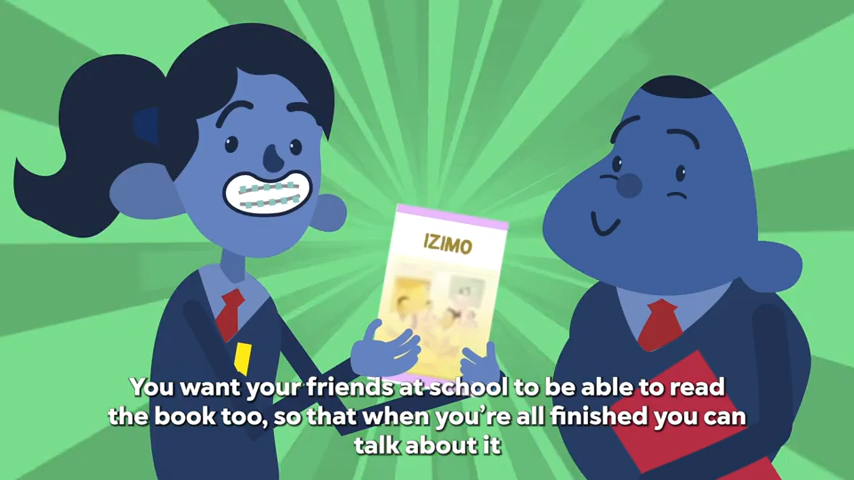 IZIMO
You want your friends at school to be able to read
the book too, so that when you're all finished you can
talk about it